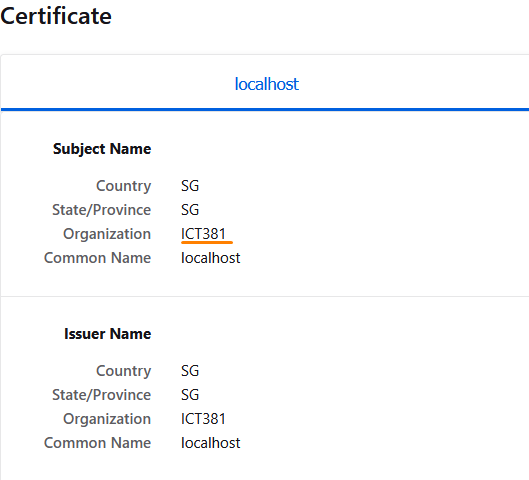 Certificate
localhost
Subject Name
Country SG
State/Province SG
Organization ICT381
Common Name localhost
Issuer Name
Country SG
State/Province SG
Organization ICT381
Common Name localhost